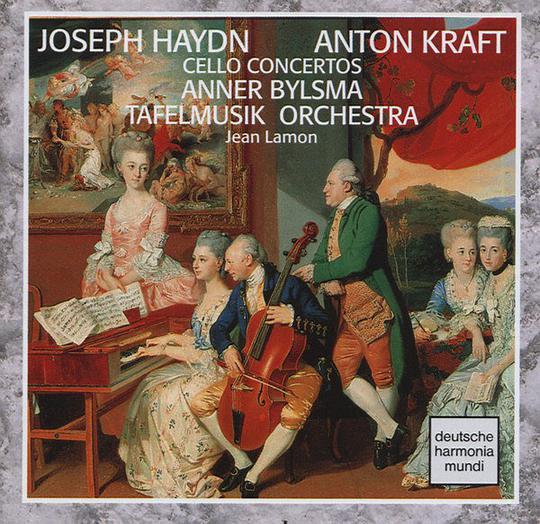 JOSEPH HAYDN ANTON KRAFT
CELLO CONCERTOS
ANNER BYLSMA
TAFELMUSIK ORCHESTRA
Jean Lamon
deutsche
harmonia
mundi